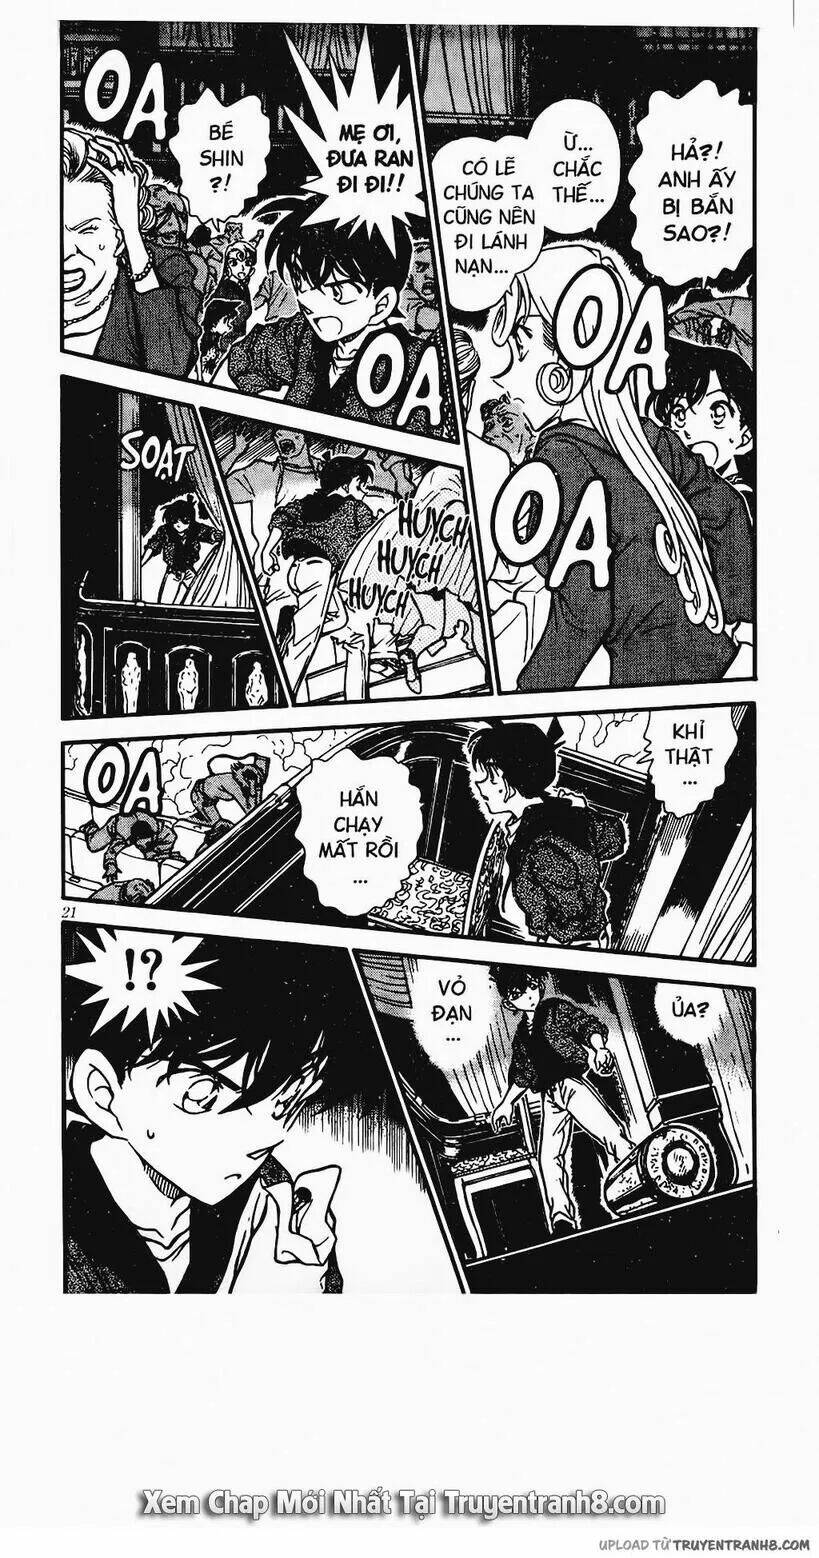 HẢ?!
ANH ẤY
BỊ BẮN
SAO?!
Ừ...
CHẮC
THẾ...
CÓ LẼ
CHÚNG TA
CŨNG NÊN
ĐI LÁNH
NẠN...
OA
OA
MẸ ƠI,
ĐƯA RAN
ĐI ĐI!!
BÉ
SHIN
?!
OA
OA
HUỴCH
HUỴCH
HUỴCH
SOẠT
KHỈ
THẬT
...
HẮN
CHẠY
MẤT RỒI
...
OA
21
ỦA?
VỎ
ĐẠN
...
!?
Xem Chap Mới Nhất Tại Truyentranh8.com
UPLOAD TỪ TRUYENTRANH8.COM